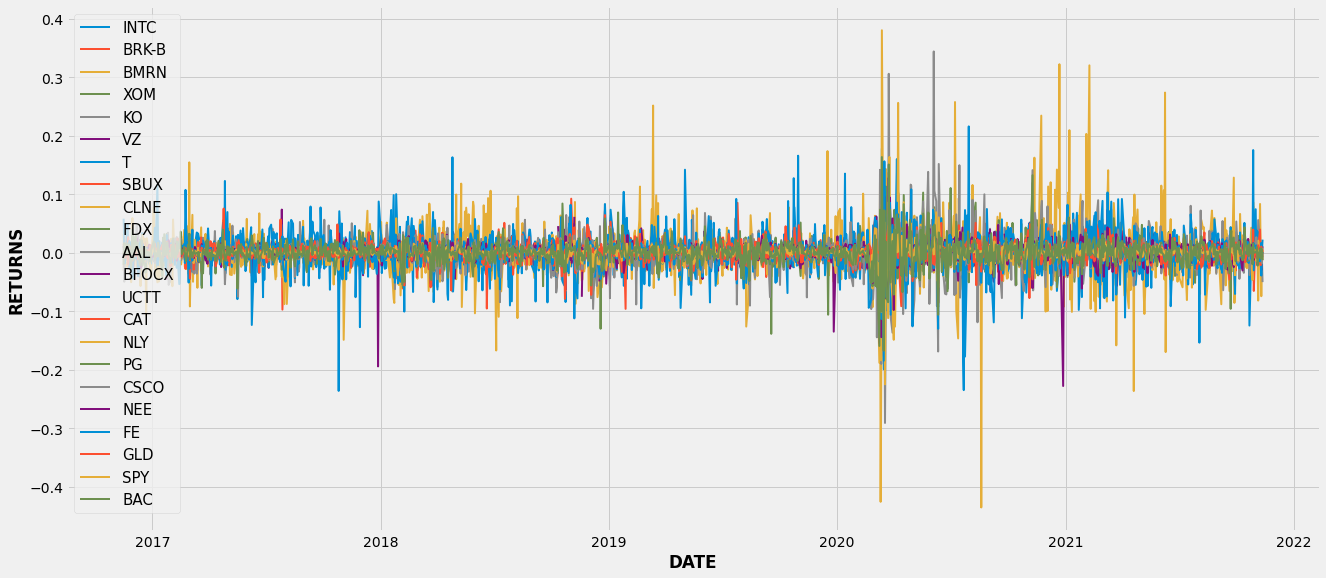 0.4
0.3
0.2
0.1
0.0
−0.1
−0.2
−0.3
−0.4
RETURNS
INTC
BRK-B
BMRN
XOM
KO
VZ
T
SBUX
CLNE
FDX
AAL
BFOCX
UCTT
CAT
NLY
PG
CSCO
NEE
FE
GLD
SPY
BAC
2017 2018 2019 2020 2021 2022
DATE